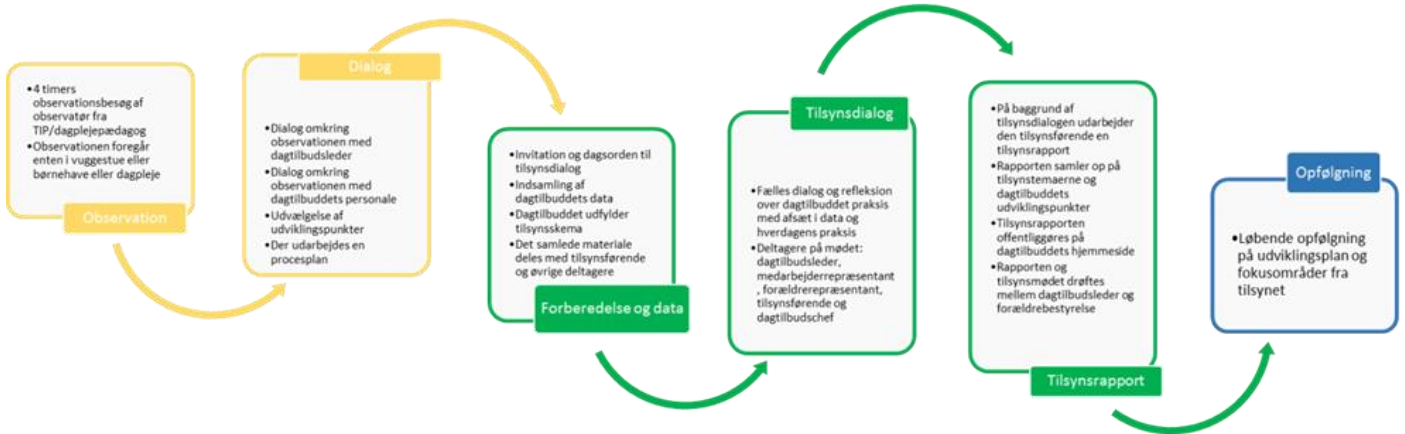 •4 timers
observationsbesøg af
observatør fra
TIP/dagplejepædagog
•Observationen foregår
enten i vuggestue eller
børnehave eller dagpleje
Observation
Dialog
•Dialog omkring
observationen med
dagtilbudsleder
•Dialog omkring
observationen med
dagtilbuddets personale
•Udvælgelse af
udviklingspunkter
•Der udarbejdes en
procesplan
•Invitation og dagsorden til
tilsynsdialog
•Indsamling af
dagtilbuddets data
•Dagtilbuddet udfylder
tilsynsskema
•Det samlede materiale
deles med tilsynsførende
og øvrige deltagere
Forberedelse og data
Tilsynsdialog
•Fælles dialog og refleksion
over dagtilbuddet praksis
med afsæt i data og
hverdagens praksis
•Deltagere på mødet:
dagtilbudsleder,
medarbejderrepræsentant
, forældrerepræsentant,
tilsynsførende og
dagtilbudschef
•På baggrund af
tilsynsdialogen udarbejder
den tilsynsførende en
tilsynsrapport
•Rapporten samler op på
tilsynstemaerne og
dagtilbuddets
udviklingspunkter
•Tilsynsrapporten
offentliggøres på
dagtilbuddets hjemmeside
•Rapporten og
tilsynsmødet drøftes
mellem dagtilbudsleder og
forældrebestyrelse
Tilsynsrapport
Opfølgning
•Løbende opfølgning
på udviklingsplan og
fokusområder fra
tilsynet